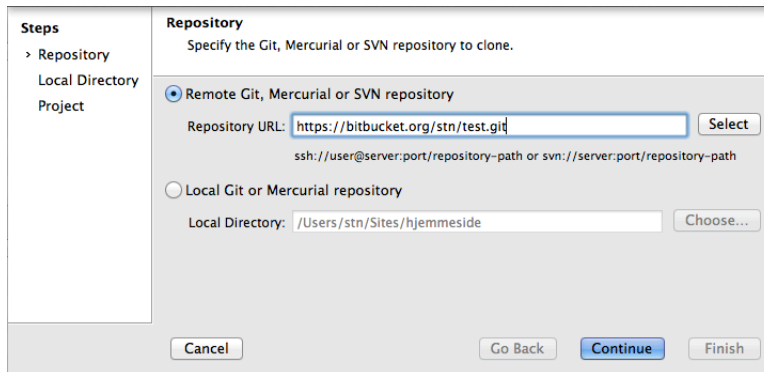 Steps
› Repository
Local Directory
Project
Repository
Specify the Git, Mercurial or SVN repository to clone.
Remote Git, Mercurial or SVN repository
Repository URL: https://bitbucket.org/stn/test.git Select
ssh://user@server:port/repository-path or svn://server:port/repository-path
Local Git or Mercurial repository
Local Directory: /Users/stn/Sites/hjemmeside Choose...
Cancel Go Back Continue Finish